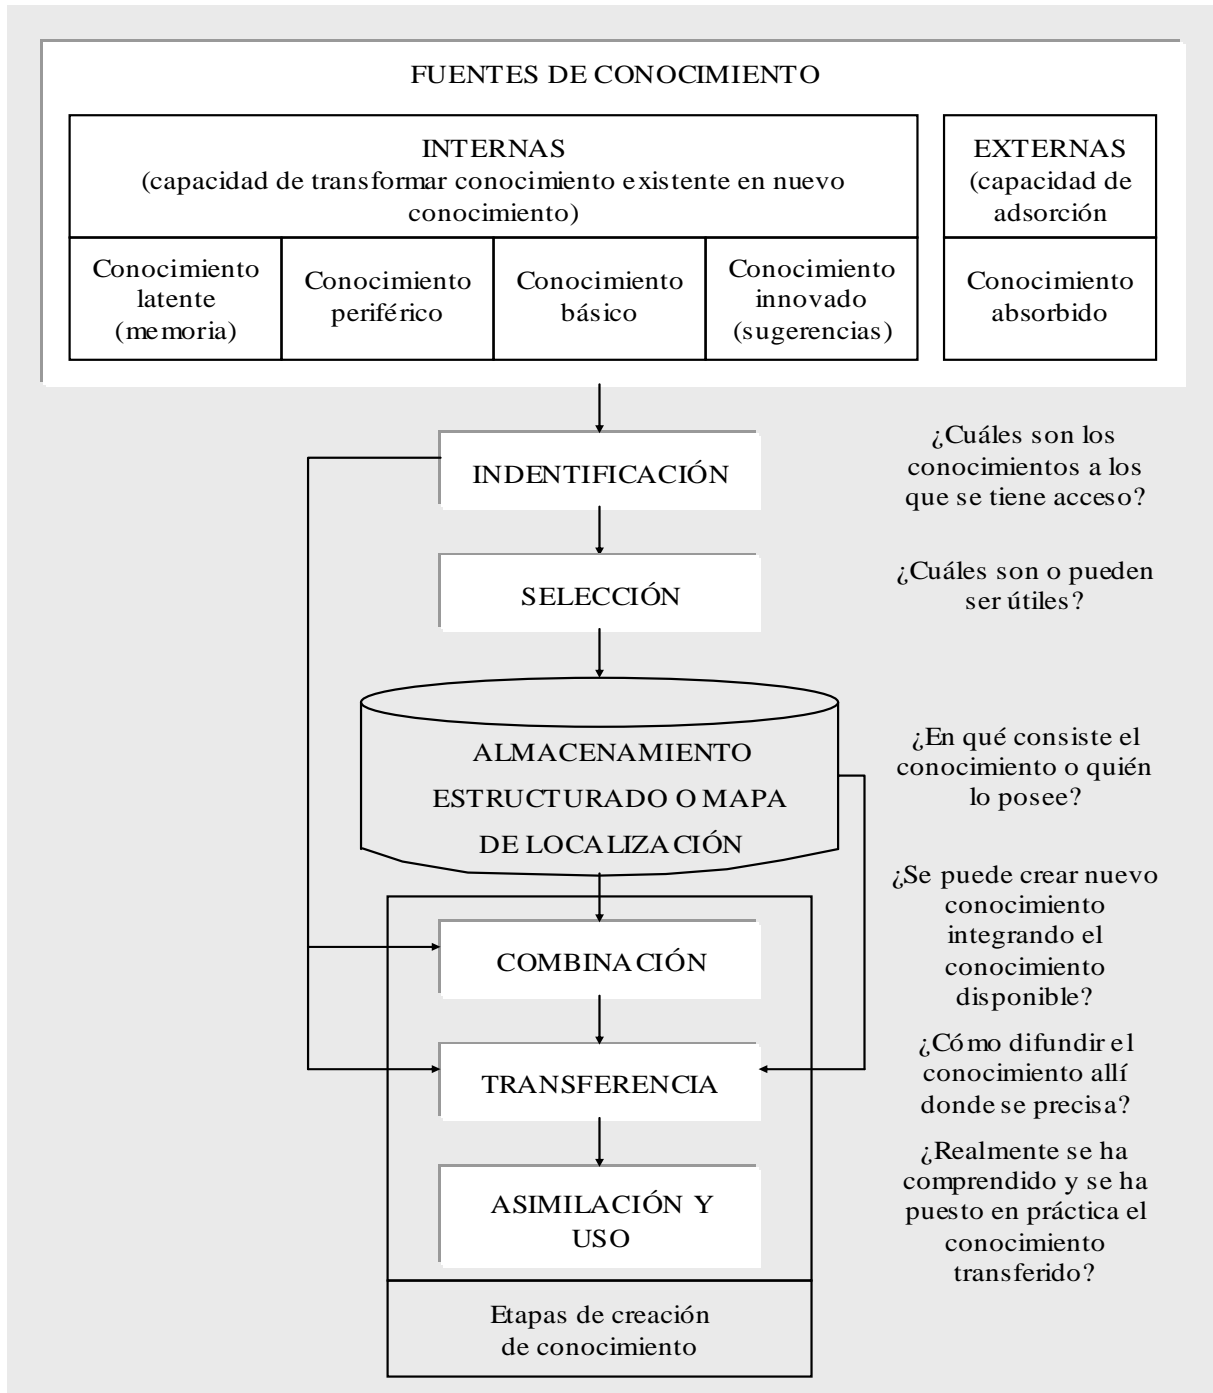 FUENTES DE CONOCIMIENTO
INTERNAS
(capacidad de transformar conocimiento existente en nuevo
conocimiento)
EXTERNAS
(capacidad de
adsorción
Conocimiento
latente
(memoria)
Conocimiento
periférico
Conocimiento
básico
Conocimiento
innovado
(sugerencias)
Conocimiento
absorbido
INDENTIFICACIÓN
¿Cuáles son los
conocimientos a los
que se tiene acceso?
SELECCIÓN
¿Cuáles son o pueden
ser útiles?
ALMACENAMIENTO
ESTRUCTURADO O MAPA
DE LOCALIZACIÓN
¿En qué consiste el
conocimiento o quién
lo posee?
COMBINACIÓN
¿Se puede crear nuevo
conocimiento
integrando el
conocimiento
disponible?
TRANSFERENCIA
¿Cómo difundir el
conocimiento allí
donde se precisa?
ASIMILACIÓN Y
USO
¿Realmente se ha
comprendido y se ha
puesto en práctica el
conocimiento
transferido?
Etapas de creación
de conocimiento